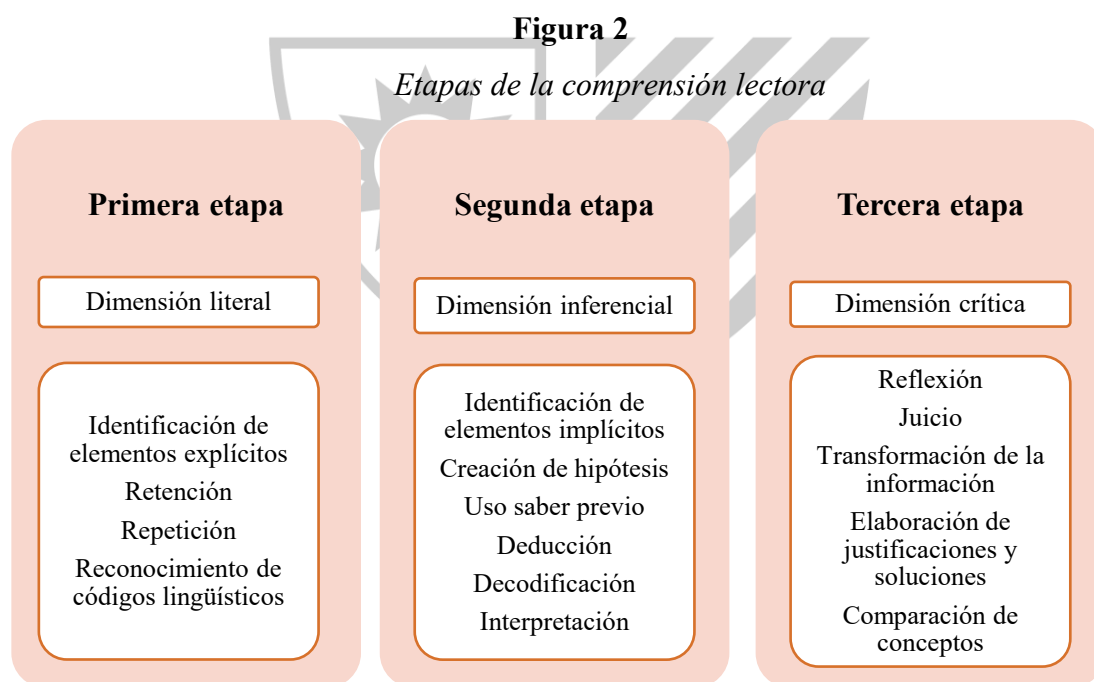 Figura 2
Etapas de la comprensión lectora
Primera etapa
Dimensión literal
Identificación de
elementos explícitos
Retención
Repetición
Reconocimiento de
códigos lingüísticos
Segunda etapa
Dimensión inferencial
Identificación de
elementos implícitos
Creación de hipótesis
Uso saber previo
Deducción
Decodificación
Interpretación
Tercera etapa
Dimensión crítica
Reflexión
Juicio
Transformación de la
información
Elaboración de
justificaciones y
soluciones
Comparación de
conceptos